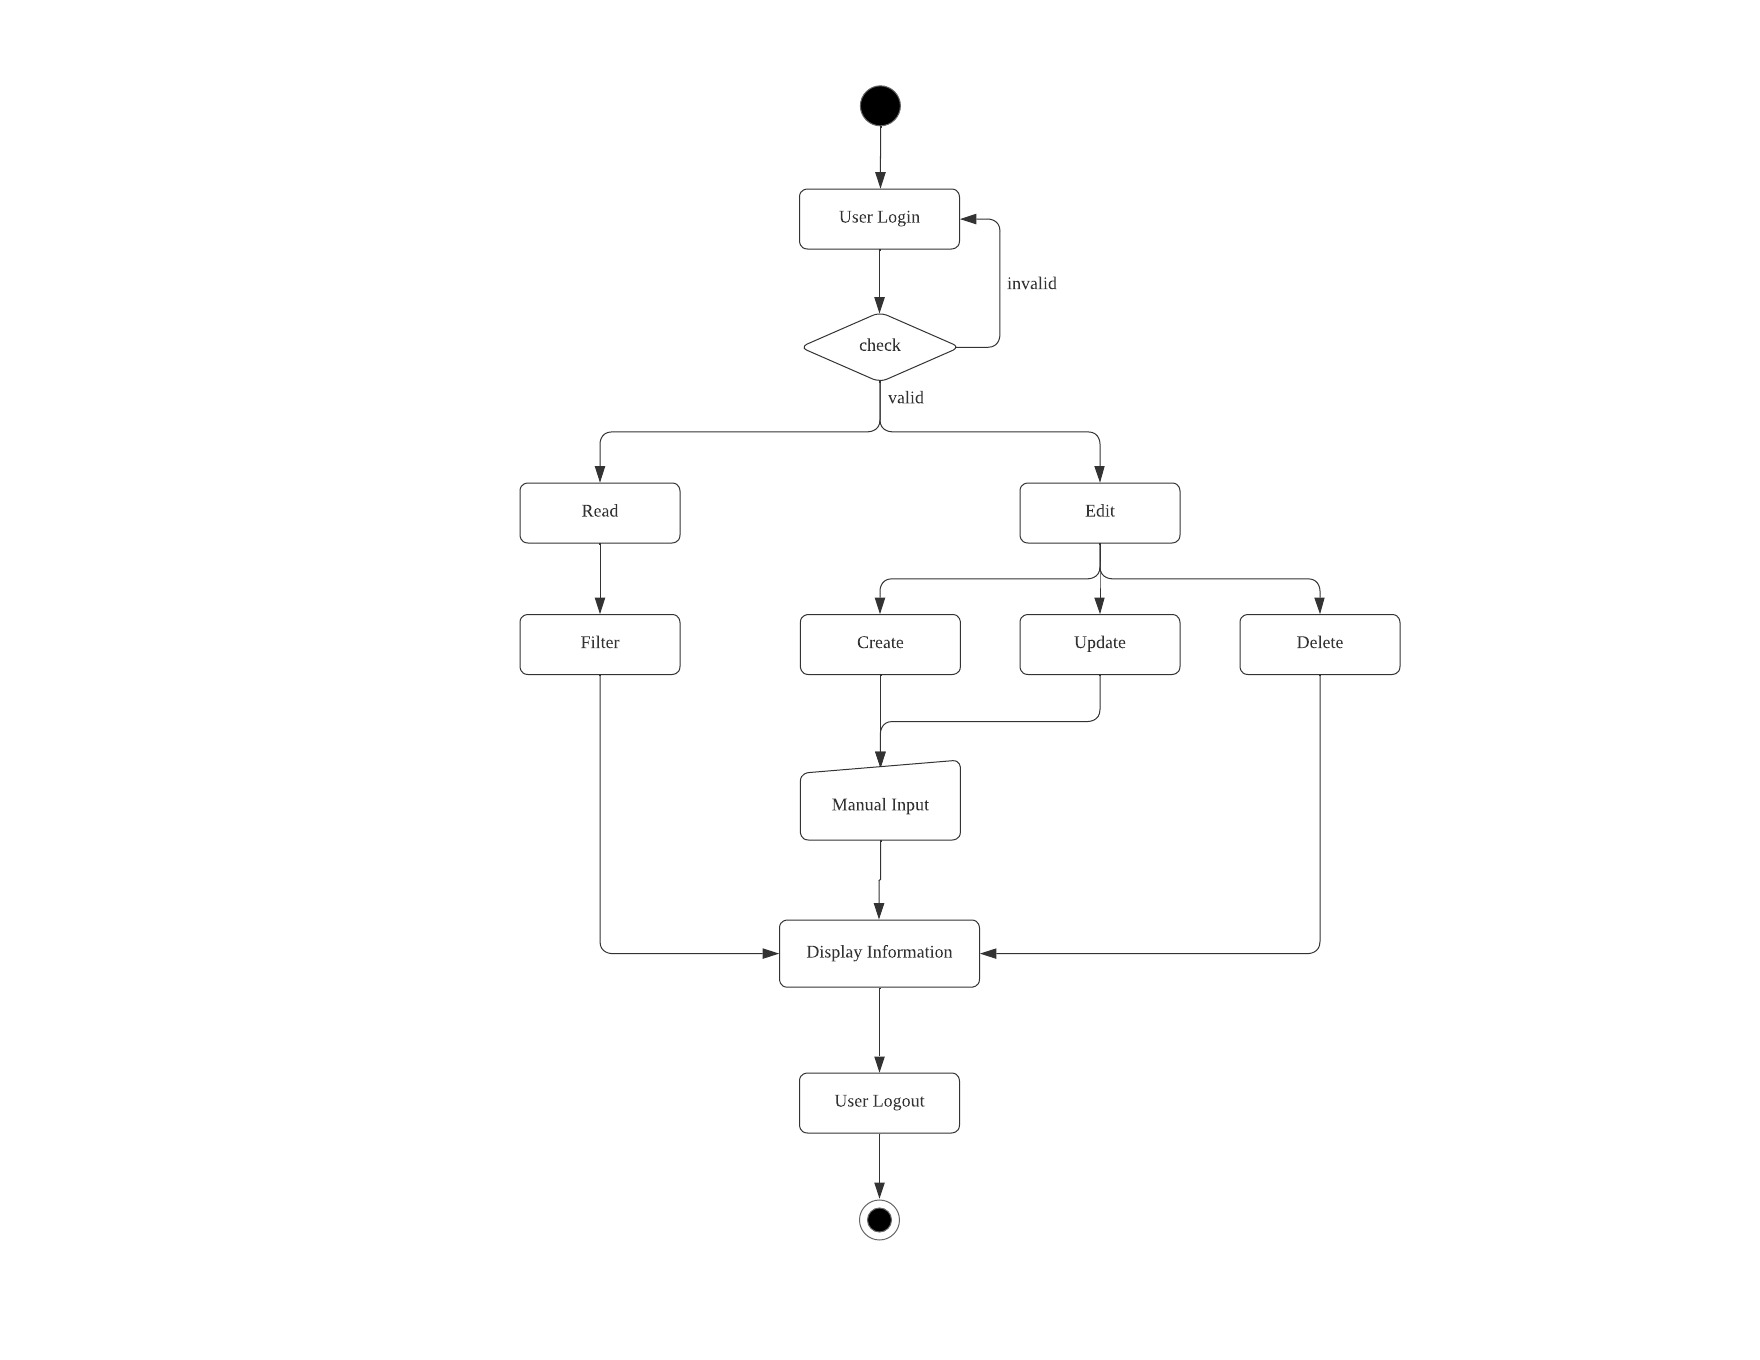 User Login
invalid
check
valid
Read
Edit
Filter
Create
Update
Delete
Manual Input
Display Information
User Logout